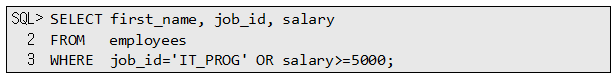 SQL> SELECT first_name, job_id, salary
2 FROM employees
3 WHERE job_id='IT_PROG' OR salary>=5000;